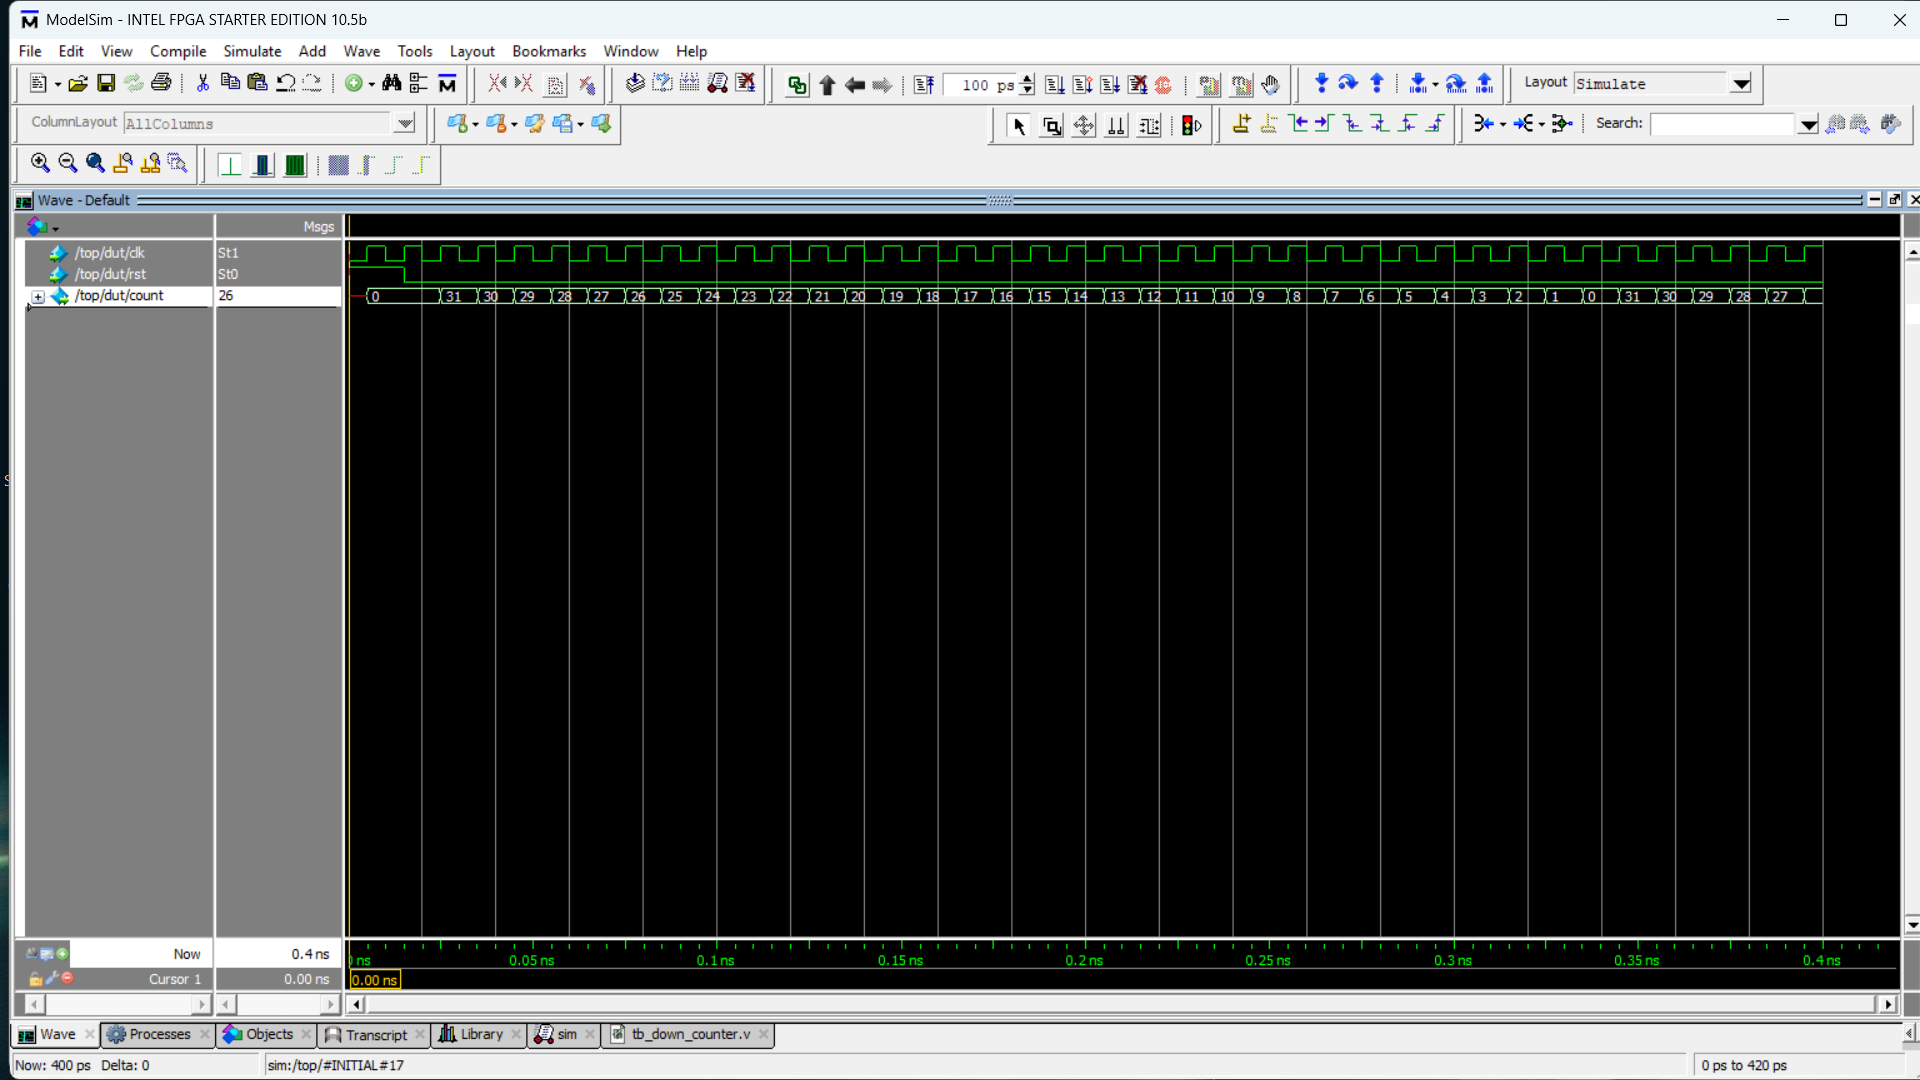 ModelSim - INTEL FPGA STARTER EDITION 10.5b
File Edit View Compile Simulate Add Wave Tools Layout Bookmarks Window Help
100 ps
Layout Simulate
ColumnLayout AllColumns
Search:
Wave - Default
Msgs
/top/dut/clk St1
/top/dut/rst St0
/top/dut/count 26 0 31 30 29 28 27 26 25 24 23 22 21 20 19 18 17 16 15 14 13 12 11 10 9 8 7 6 5 4 3 2 1 0 31 30 29 28 27
Now 0.4 ns ns 0.05 ns 0.1 ns 0.15 ns 0.2 ns 0.25 ns 0.3 ns 0.35 ns 0.4 ns
Cursor 1 0.00 ns 0.00 ns
Wave Processes Objects Transcript Library sim tb_down_counter.v
Now: 400 ps Delta: 0 sim:/top/#INITIAL#17 0 ps to 420 ps